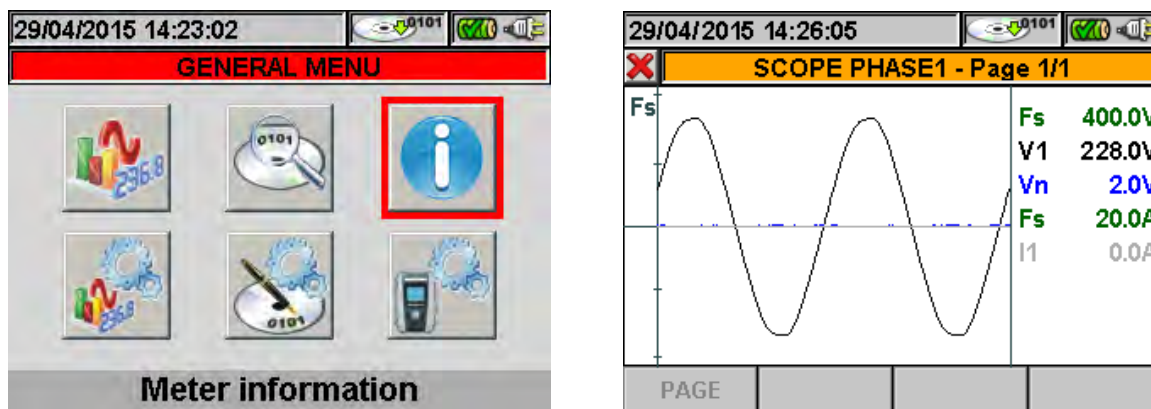 29/04/2015 14:23:02
0101
GENERAL MENU
236.8
0101
236.8
0101
Meter information
29/04/2015 14:26:05
0101
SCOPE PHASE1 - Page 1/1
Fs
Fs 400.0V
V1 228.0V
Vn 2.0V
Fs 20.0A
I1 0.0A
PAGE